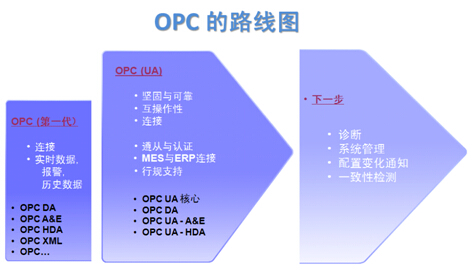 OPC 的路线图
OPC (第一代)
• 连接
• 实时数据,
报警,
历史数据
• OPC DA
• OPC A&E
• OPC HDA
• OPC XML
• OPC...
OPC (UA)
• 坚固与可靠
• 互操作性
• 连接
• 遵从与认证
• MES与ERP连接
• 行规支持
• OPC UA 核心
• OPC DA
• OPC UA - A&E
• OPC UA - HDA
• 下一步
• 诊断
• 系统管理
• 配置变化通知
• 一致性检测